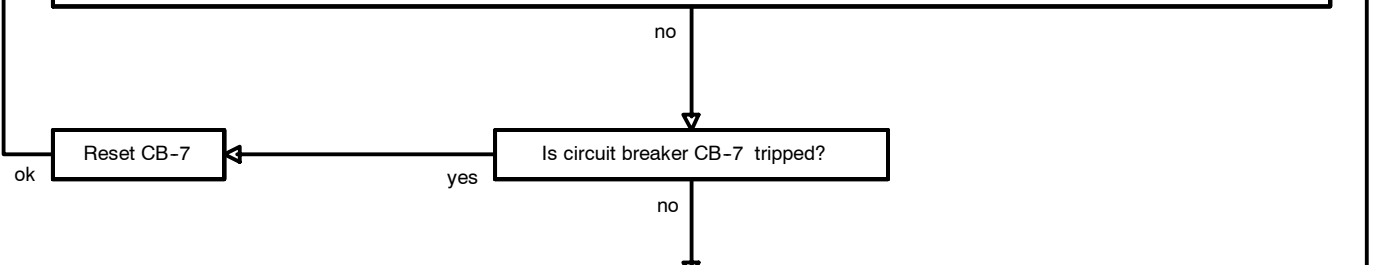 no
Reset CB-7
Is circuit breaker CB-7 tripped?
ok
yes
no